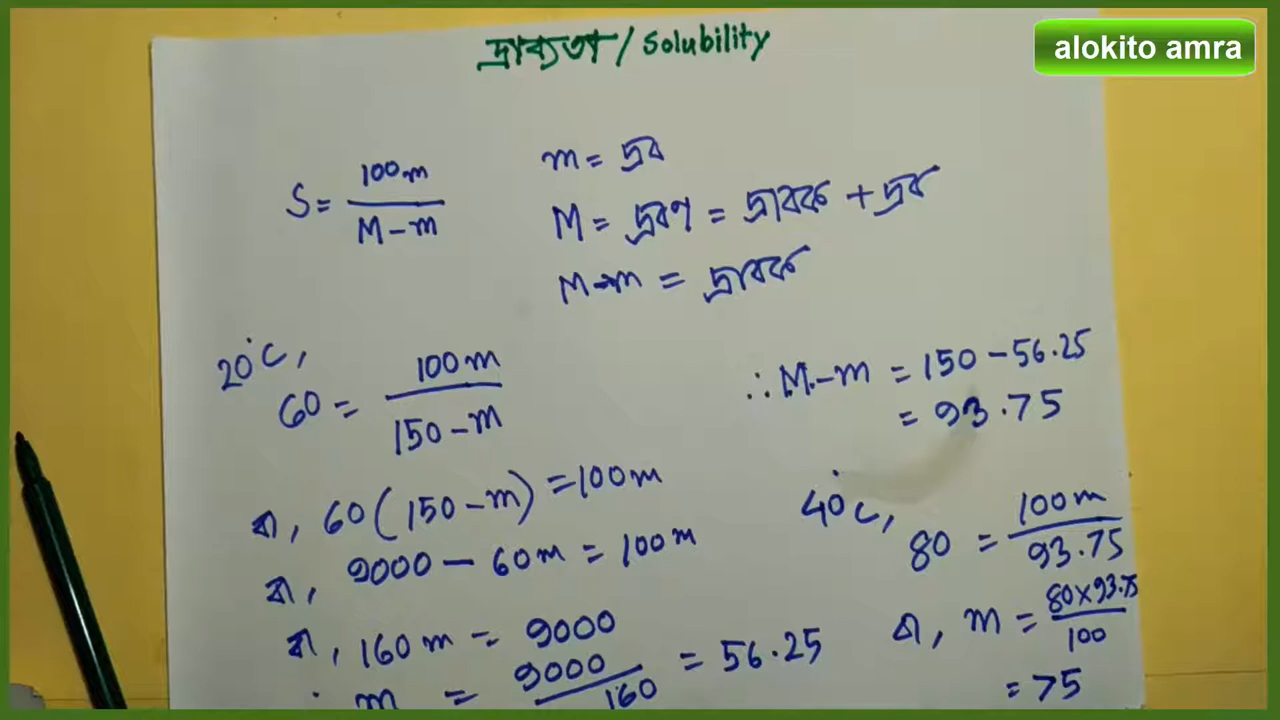 alokito amra
দ্রাব্যতা / Solubility
S = 100m / M-m
m = দ্রব
M = দ্রবণ = দ্রাবক + দ্রব
M-m = দ্রাবক
20°C,
60 = 100m / 150-m
বা, 60(150-m) = 100m
বা, 9000 - 60m = 100m
বা, 160m = 9000
∴ m = 9000 / 160 = 56.25
∴ M-m = 150 - 56.25
= 93.75
40°C,
80 = 100m / 93.75
বা, m = 80×93.75 / 100
= 75